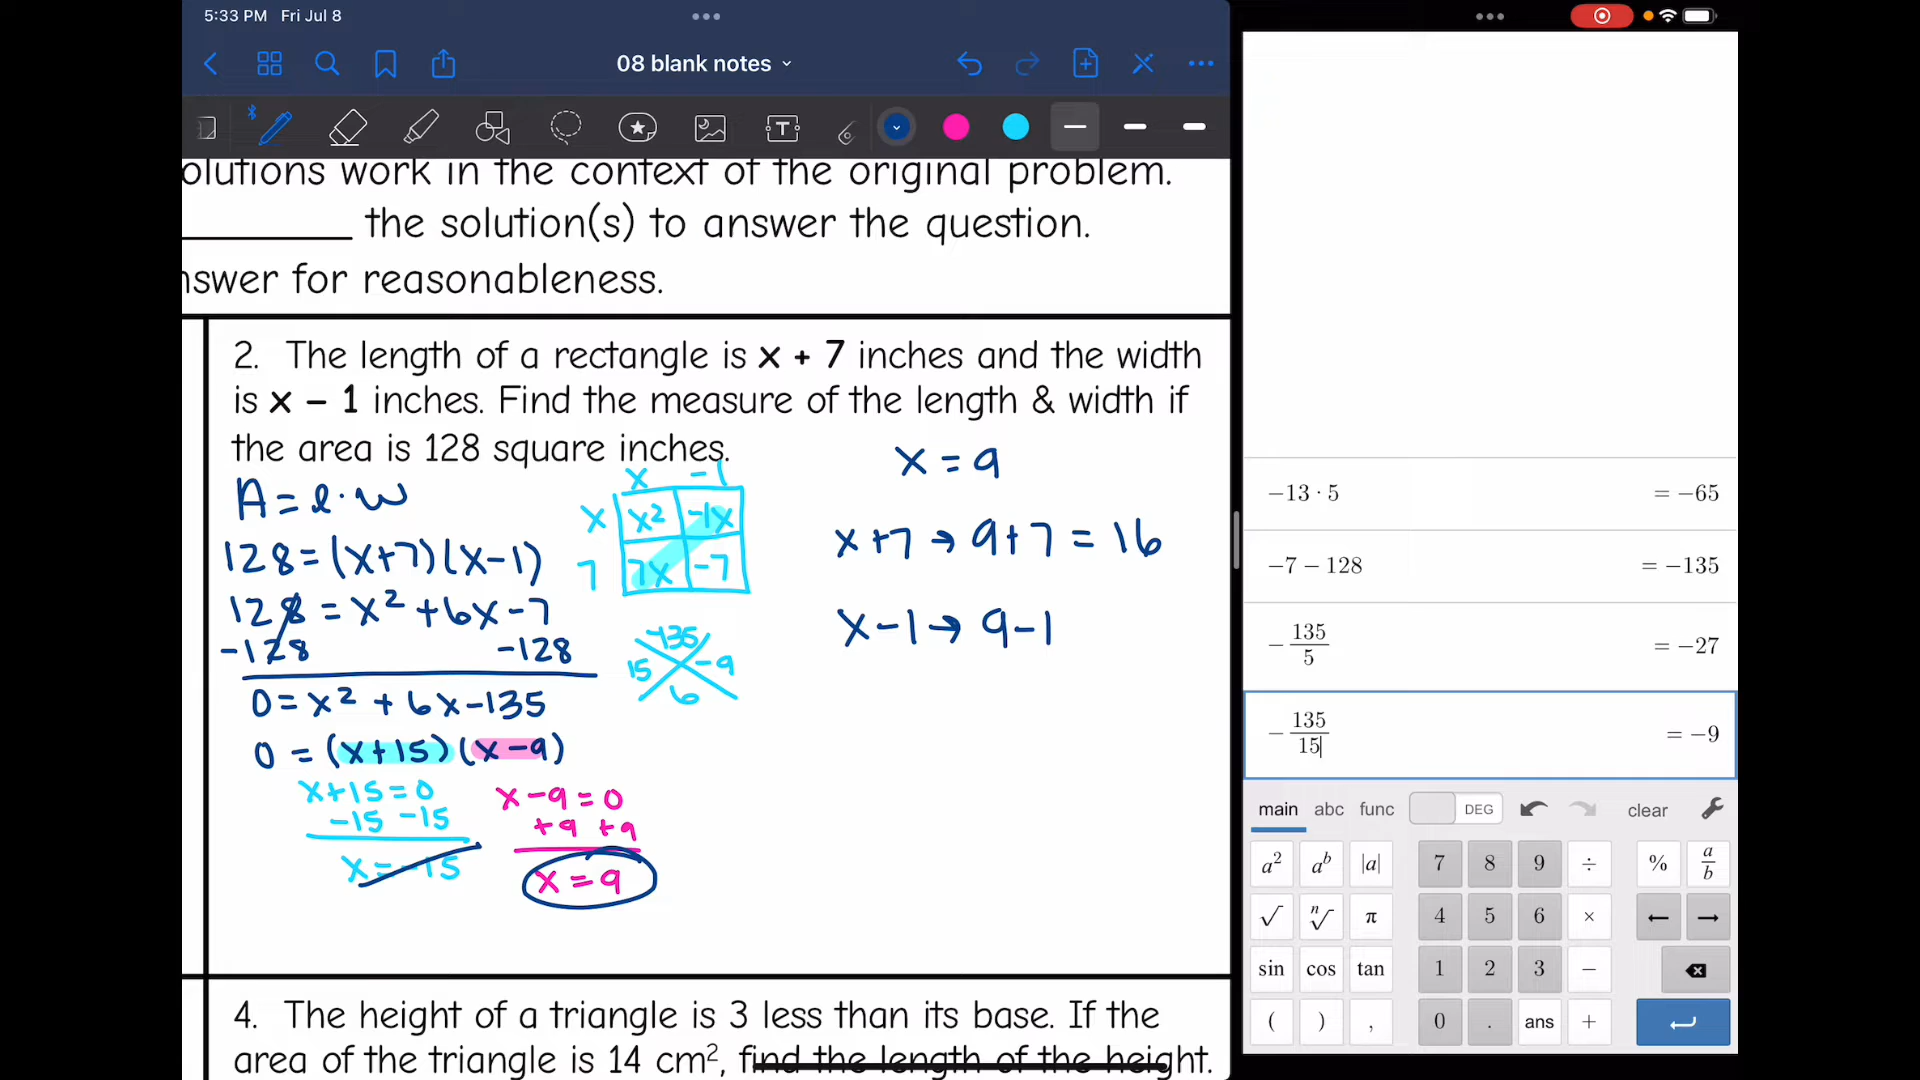 5:33 PM Fri Jul 8
08 blank notes
olutions work in the context of the original problem.
__________ the solution(s) to answer the question.
nswer for reasonableness.
2. The length of a rectangle is x + 7 inches and the width
is x – 1 inches. Find the measure of the length & width if
the area is 128 square inches.
A = l · w
128 = (x+7)(x-1)
128 = x² + 6x - 7
-128 -128
0 = x² + 6x - 135
0 = (x+15)(x-9)
x+15=0
-15 -15
x = -15
x - 9 = 0
+9 +9
x = 9
x -1
x x² -1x
7 7x -7
-135
15 -9
6
x = 9
x+7 → 9+7 = 16
x-1 → 9-1
4. The height of a triangle is 3 less than its base. If the
area of the triangle is 14 cm², find the length of the height.
−13 · 5 = −65
−7 − 128 = −135
− 135/5 = −27
− 135/15 = −9
main abc func DEG clear
a² aᵇ |a| 7 8 9 ÷ % a/b
√ ⁿ√ π 4 5 6 × ← →
sin cos tan 1 2 3 −
( ) , 0 . ans +